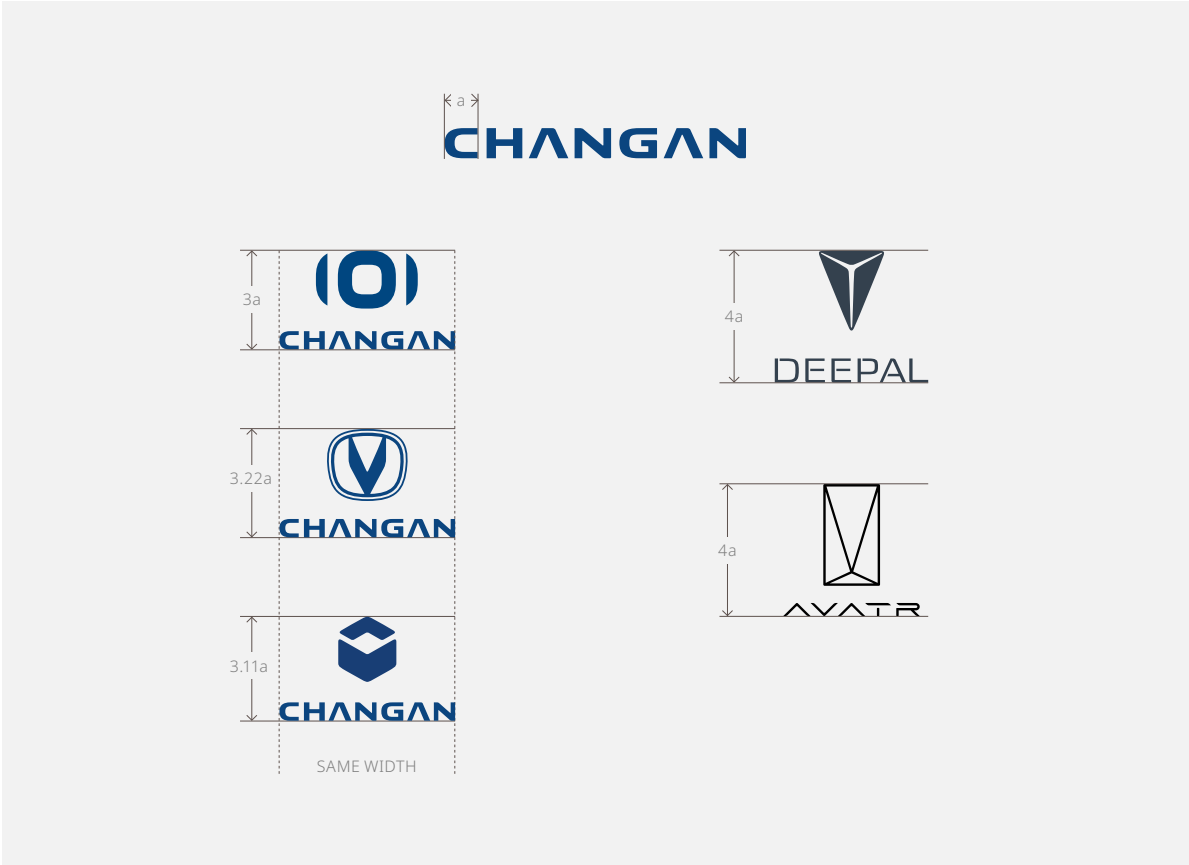 a
CHANGAN
3a
CHANGAN
3.22a
CHANGAN
3.11a
CHANGAN
SAME WIDTH
4a
DEEPAL
4a
AVATR